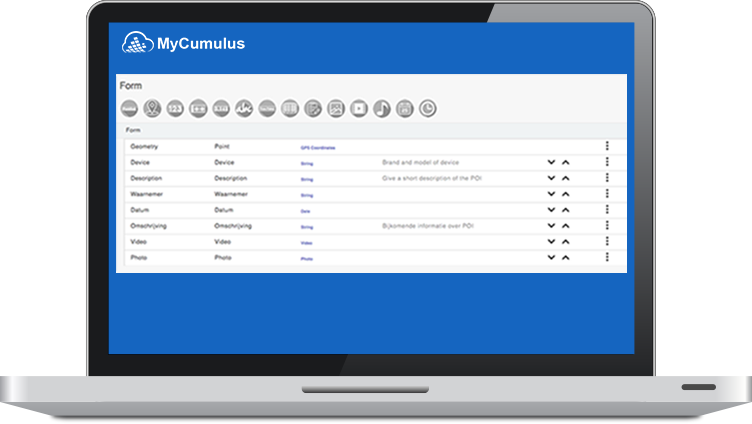 MyCumulus
Form
123
Form
Geometry Point GPS Coordinates
Device Device String Brand and model of device
Description Description String Give a short description of the POI
Waarnemer Waarnemer String
Datum Datum Date
Omschrijving Omschrijving String Bijkomende informatie over POI
Video Video Video
Photo Photo Photo